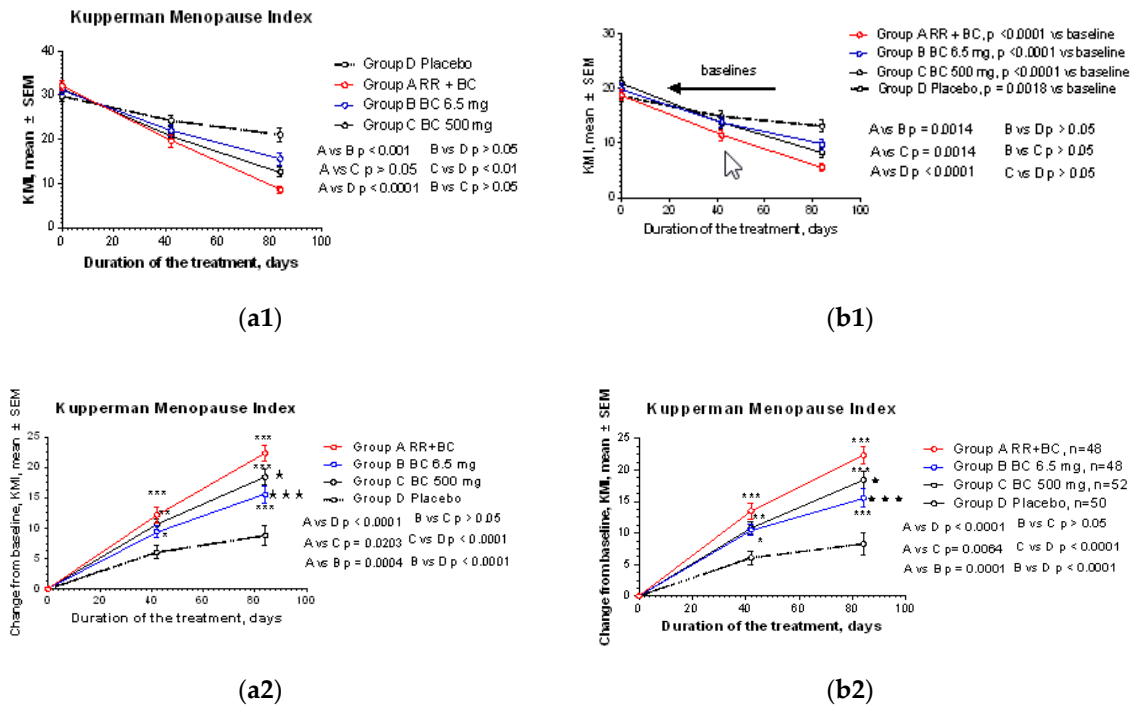 Kupperman Menopause Index
KMI, mean ± SEM
40
30
20
10
0
0 20 40 60 80 100
Duration of the treatment, days
Group D Placebo
Group A RR + BC
Group B BC 6.5 mg
Group C BC 500 mg
A vs B p < 0.001 B vs D p > 0.05
A vs C p > 0.05 C vs D p < 0.01
A vs D p < 0.0001 B vs C p > 0.05
(a1)
KMI, mean ± SEM
30
20
10
0
0 20 40 60 80 100
Duration of the treatment, days
baselines
Group A RR + BC, p <0.0001 vs baseline
Group B BC 6.5 mg, p <0.0001 vs baseline
Group C BC 500 mg, p <0.0001 vs baseline
Group D Placebo, p = 0.0018 vs baseline
A vs B p = 0.0014 B vs D p > 0.05
A vs C p = 0.0014 B vs C p > 0.05
A vs D p < 0.0001 C vs D p > 0.05
(b1)
Kupperman Menopause Index
Change from baseline, KMI, mean ± SEM
25
20
15
10
5
0
0 20 40 60 80 100
Duration of the treatment, days
***
**
*
***
*** ★
★ ★ ★
***
Group A RR+BC
Group B BC 6.5 mg
Group C BC 500 mg
Group D Placebo
A vs D p < 0.0001 B vs C p > 0.05
A vs C p = 0.0203 C vs D p < 0.0001
A vs B p = 0.0004 B vs D p < 0.0001
(a2)
Kupperman Menopause Index
Change from baseline, KMI, mean ± SEM
25
20
15
10
5
0
0 20 40 60 80 100
Duration of the treatment, days
***
**
*
***
*** ★
★ ★ ★
***
Group A RR+BC, n=48
Group B BC 6.5 mg, n=48
Group C BC 500 mg, n=52
Group D Placebo, n=50
A vs D p < 0.0001 B vs C p > 0.05
A vs C p = 0.0064 C vs D p < 0.0001
A vs B p = 0.0001 B vs D p < 0.0001
(b2)